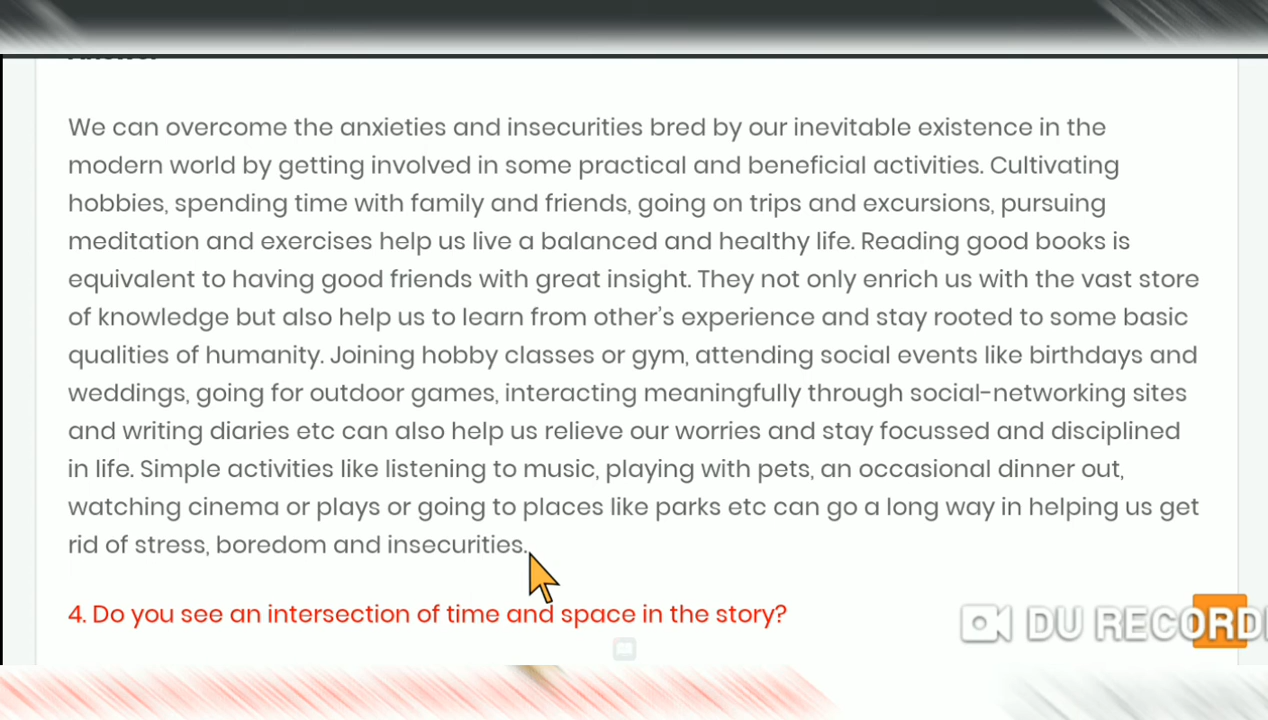 We can overcome the anxieties and insecurities bred by our inevitable existence in the
modern world by getting involved in some practical and beneficial activities. Cultivating
hobbies, spending time with family and friends, going on trips and excursions, pursuing
meditation and exercises help us live a balanced and healthy life. Reading good books is
equivalent to having good friends with great insight. They not only enrich us with the vast store
of knowledge but also help us to learn from other's experience and stay rooted to some basic
qualities of humanity. Joining hobby classes or gym, attending social events like birthdays and
weddings, going for outdoor games, interacting meaningfully through social-networking sites
and writing diaries etc can also help us relieve our worries and stay focussed and disciplined
in life. Simple activities like listening to music, playing with pets, an occasional dinner out,
watching cinema or plays or going to places like parks etc can go a long way in helping us get
rid of stress, boredom and insecurities.
4. Do you see an intersection of time and space in the story?
DU RECORD